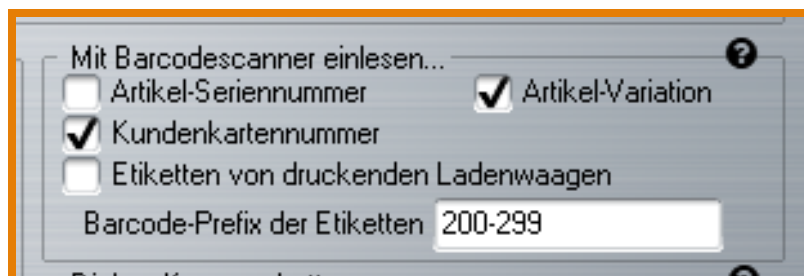 Mit Barcodescanner einlesen...
Artikel-Seriennummer Artikel-Variation
Kundenkartennummer
Etiketten von druckenden Ladenwaagen
Barcode-Prefix der Etiketten 200-299